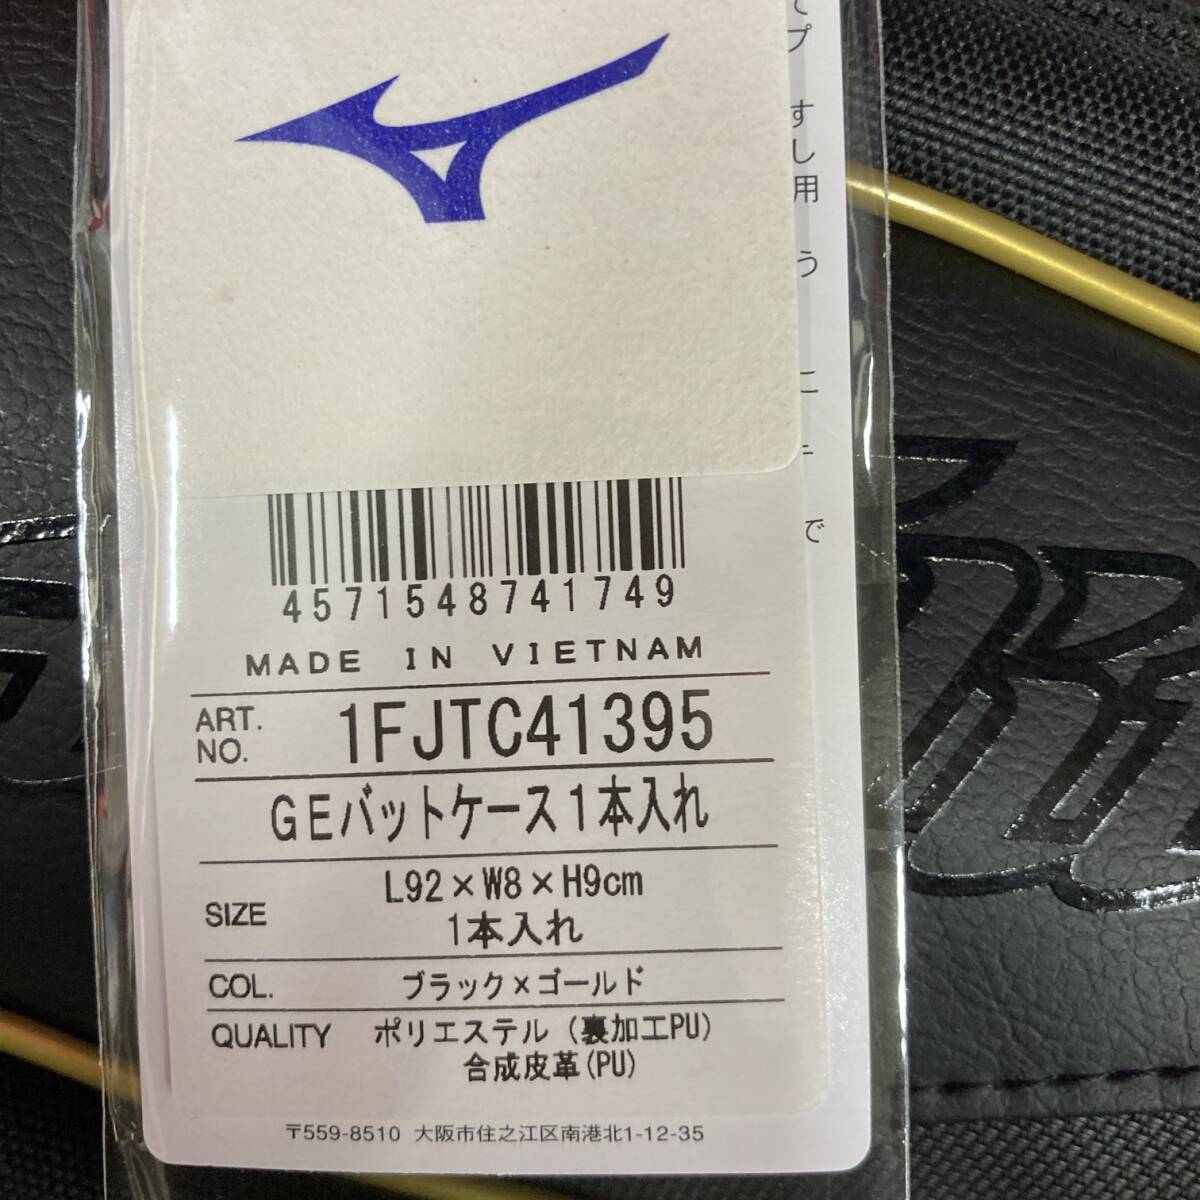 4571548741749
MADE IN VIETNAM
ART. NO. 1FJTC41395
GEバットケース1本入れ
SIZE L92×W8×H9cm
1本入れ
COL. ブラック×ゴールド
QUALITY ポリエステル(裏加工PU)
合成皮革(PU)
〒559-8510 大阪市住之江区南港北1-12-35